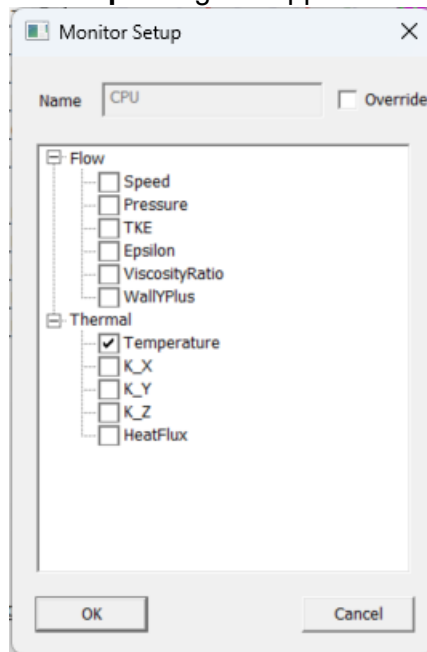 Monitor Setup
Name CPU Override
Flow
Speed
Pressure
TKE
Epsilon
ViscosityRatio
WallYPlus
Thermal
Temperature
K_X
K_Y
K_Z
HeatFlux
OK Cancel